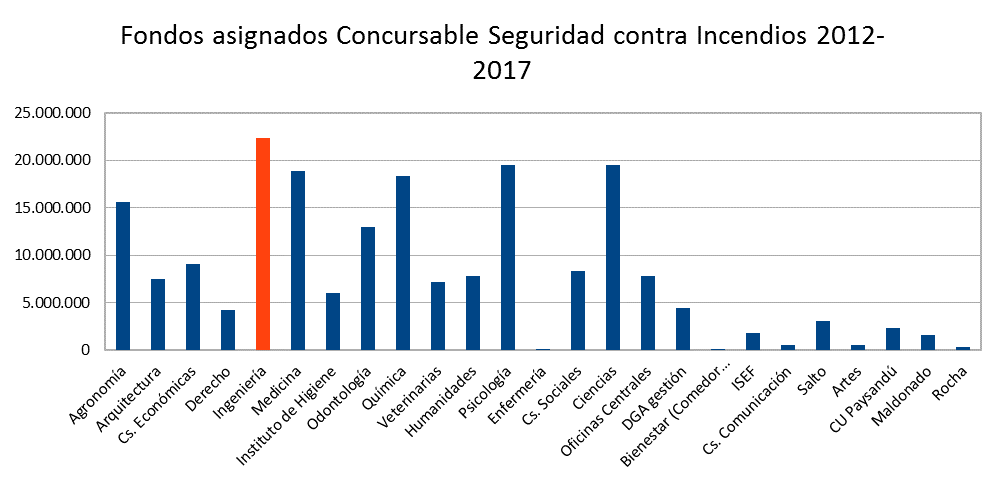 Fondos asignados Concursable Seguridad contra Incendios 2012-
2017
25.000.000
20.000.000
15.000.000
10.000.000
5.000.000
0
Agronomía
Arquitectura
Cs. Económicas
Derecho
Ingeniería
Medicina
Instituto de Higiene
Odontología
Química
Veterinarias
Humanidades
Psicología
Enfermería
Cs. Sociales
Ciencias
Oficinas Centrales
DGA gestión
Bienestar (Comedor...
ISEF
Cs. Comunicación
Salto
Artes
CU Paysandú
Maldonado
Rocha